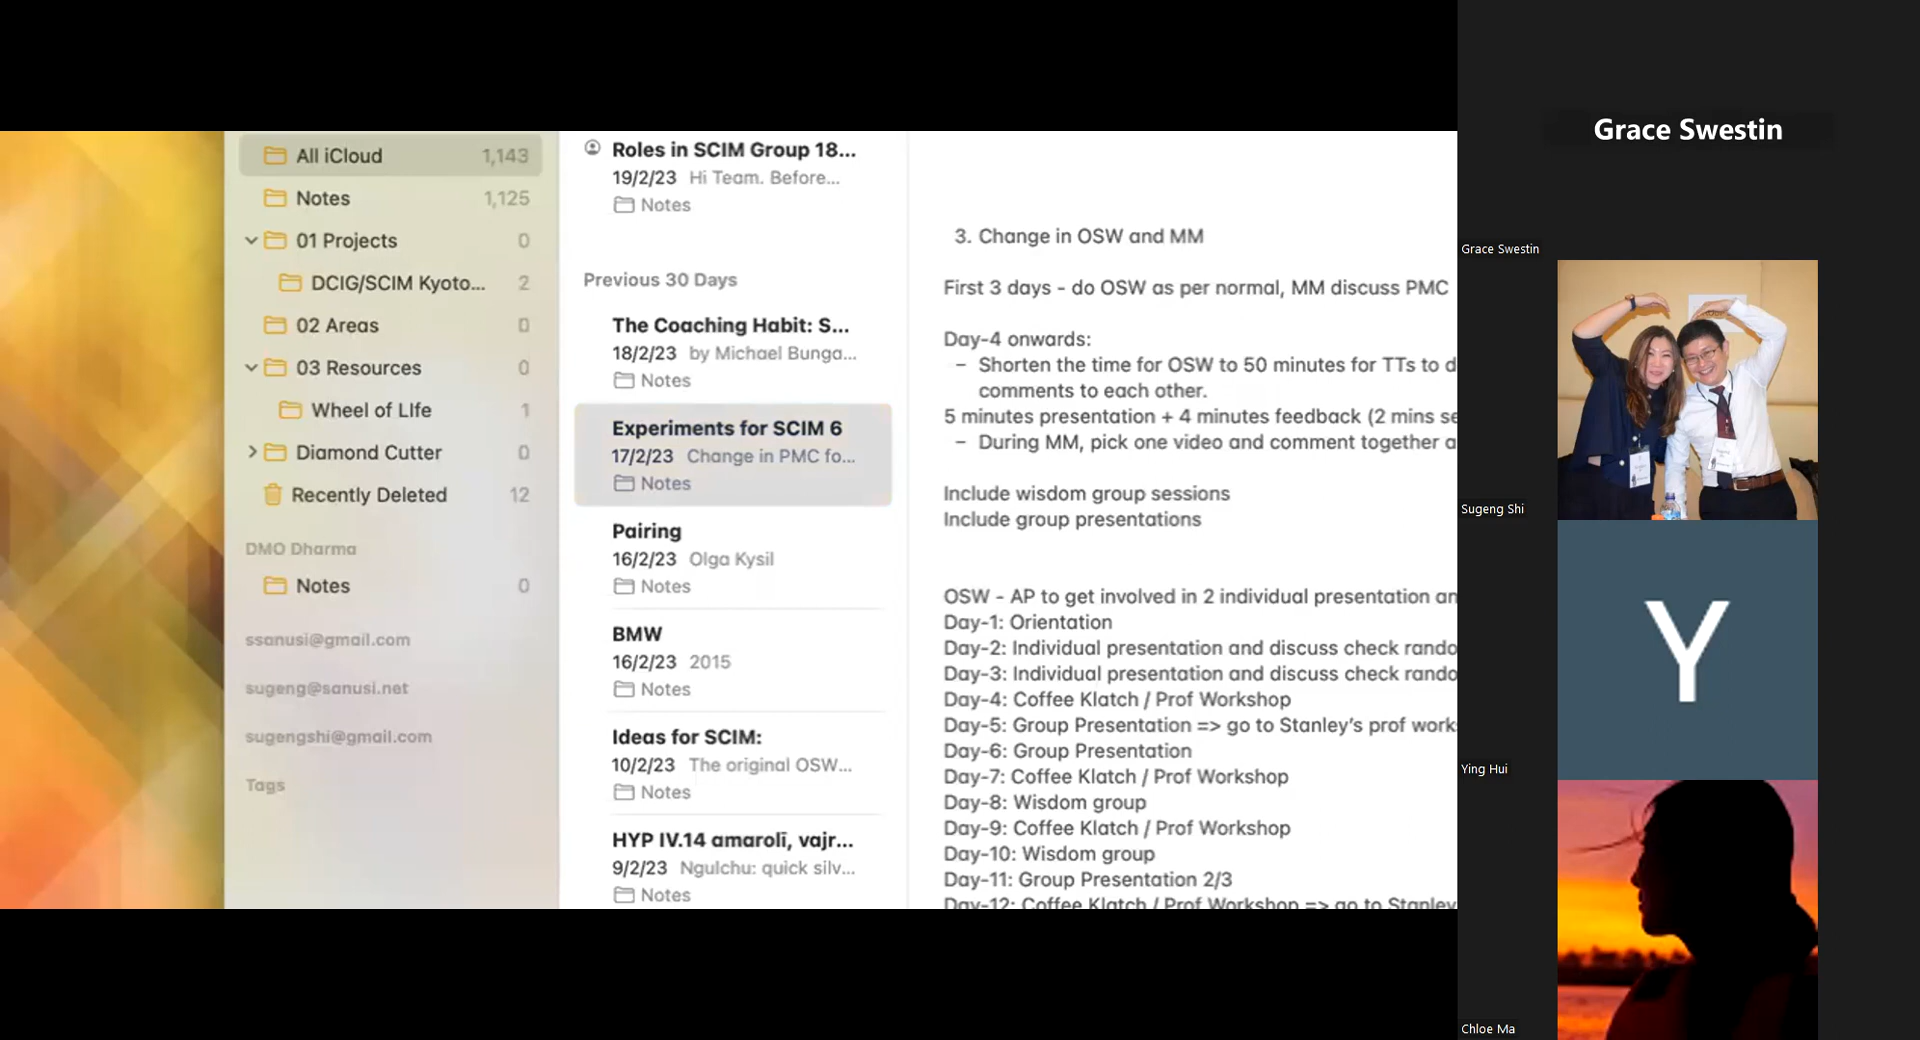 All iCloud 1,143
Notes 1,125
01 Projects 0
DCIG/SCIM Kyoto... 2
02 Areas 0
03 Resources 0
Wheel of LIfe 1
Diamond Cutter 0
Recently Deleted 12
DMO Dharma
Notes 0
ssanusi@gmail.com
sugeng@sanusi.net
sugengshi@gmail.com
Tags
Roles in SCIM Group 18...
19/2/23 Hi Team. Before...
Notes
Previous 30 Days
The Coaching Habit: S...
18/2/23 by Michael Bunga...
Notes
Experiments for SCIM 6
17/2/23 Change in PMC fo...
Notes
Pairing
16/2/23 Olga Kysil
Notes
BMW
16/2/23 2015
Notes
Ideas for SCIM:
10/2/23 The original OSW...
Notes
HYP IV.14 amarolī, vajr...
9/2/23 Ngulchu: quick silv...
Notes
3. Change in OSW and MM
First 3 days - do OSW as per normal, MM discuss PMC
Day-4 onwards:
– Shorten the time for OSW to 50 minutes for TTs to d
comments to each other.
5 minutes presentation + 4 minutes feedback (2 mins se
– During MM, pick one video and comment together a
Include wisdom group sessions
Include group presentations
OSW - AP to get involved in 2 individual presentation an
Day-1: Orientation
Day-2: Individual presentation and discuss check rando
Day-3: Individual presentation and discuss check rando
Day-4: Coffee Klatch / Prof Workshop
Day-5: Group Presentation => go to Stanley's prof work
Day-6: Group Presentation
Day-7: Coffee Klatch / Prof Workshop
Day-8: Wisdom group
Day-9: Coffee Klatch / Prof Workshop
Day-10: Wisdom group
Day-11: Group Presentation 2/3
Day-12: Coffee Klatch / Prof Workshop => go to Stanley
Grace Swestin
Grace Swestin
Sugeng Shi
Y
Ying Hui
Chloe Ma